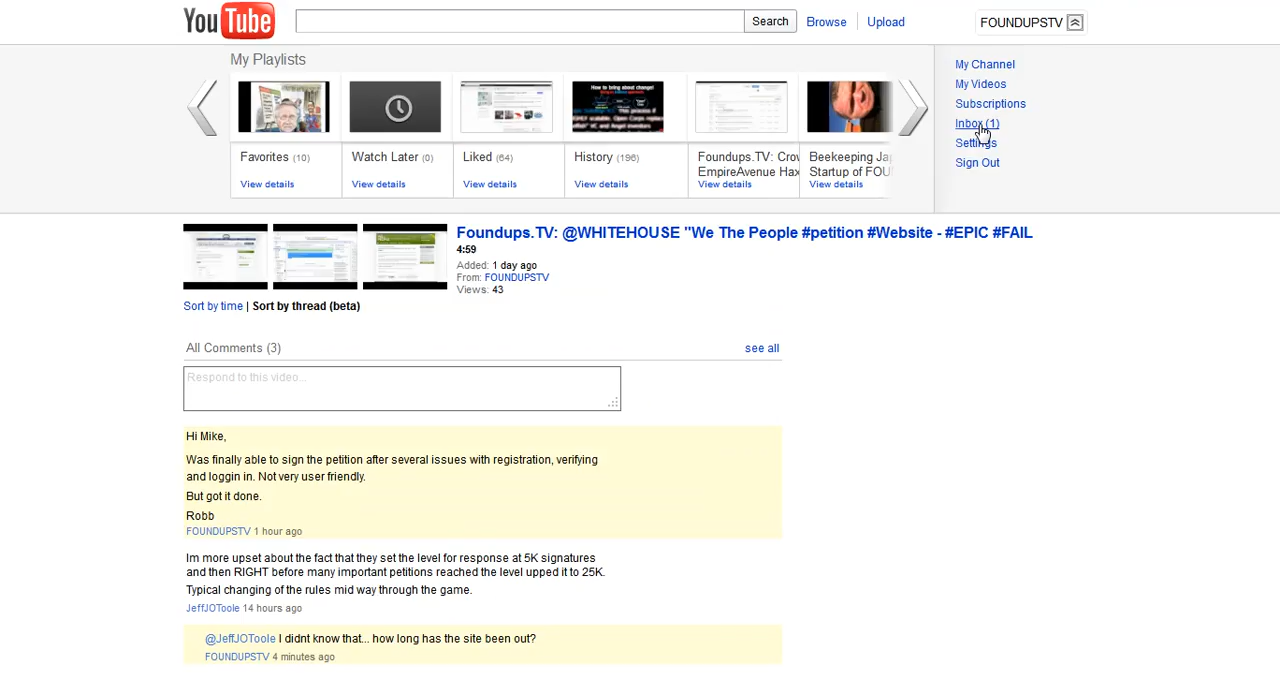 YouTube
Search
Browse
Upload
FOUNDUPSTV
My Playlists
My Channel
My Videos
Subscriptions
Inbox (1)
Settings
Sign Out
How to bring about change!
Favorites (10)
View details
Watch Later (0)
View details
Liked (64)
View details
History (196)
View details
Foundups.TV: Crow
EmpireAvenue Hax
View details
Beekeeping Jap
Startup of FOU
View details
Foundups.TV: @WHITEHOUSE "We The People #petition #Website - #EPIC #FAIL
4:59
Added: 1 day ago
From: FOUNDUPSTV
Views: 43
Sort by time | Sort by thread (beta)
All Comments (3)
see all
Respond to this video...
Hi Mike,
Was finally able to sign the petition after several issues with registration, verifying
and loggin in. Not very user friendly.
But got it done.
Robb
FOUNDUPSTV 1 hour ago
Im more upset about the fact that they set the level for response at 5K signatures
and then RIGHT before many important petitions reached the level upped it to 25K.
Typical changing of the rules mid way through the game.
JeffJOToole 14 hours ago
@JeffJOToole I didnt know that... how long has the site been out?
FOUNDUPSTV 4 minutes ago